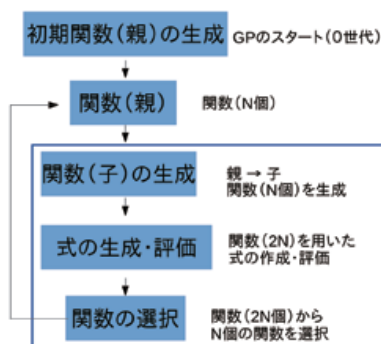 初期関数(親)の生成
GPのスタート(0世代)
関数(親)
関数(N個)
関数(子)の生成
親 → 子
関数(N個)を生成
式の生成・評価
関数(2N)を用いた
式の作成・評価
関数の選択
関数(2N個)から
N個の関数を選択